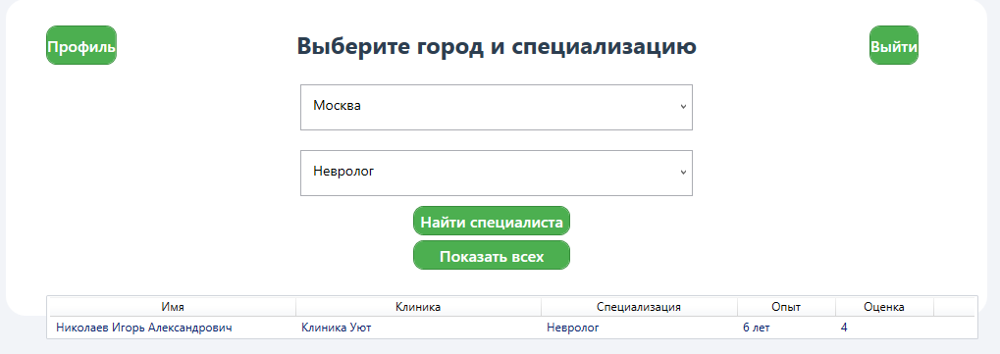 Профиль Выберите город и специализацию Выйти
Москва
Невролог
Найти специалиста
Показать всех
Имя Клиника Специализация Опыт Оценка
Николаев Игорь Александрович Клиника Уют Невролог 6 лет 4